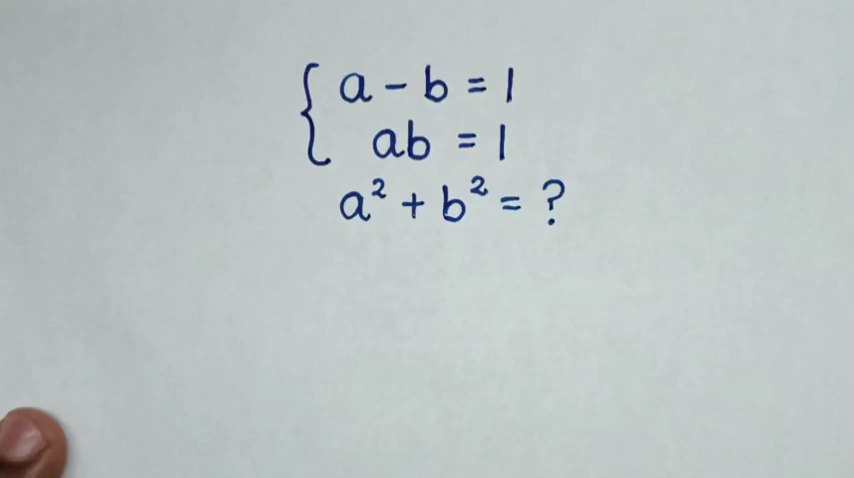 { a - b = 1
ab = 1
a² + b² = ?